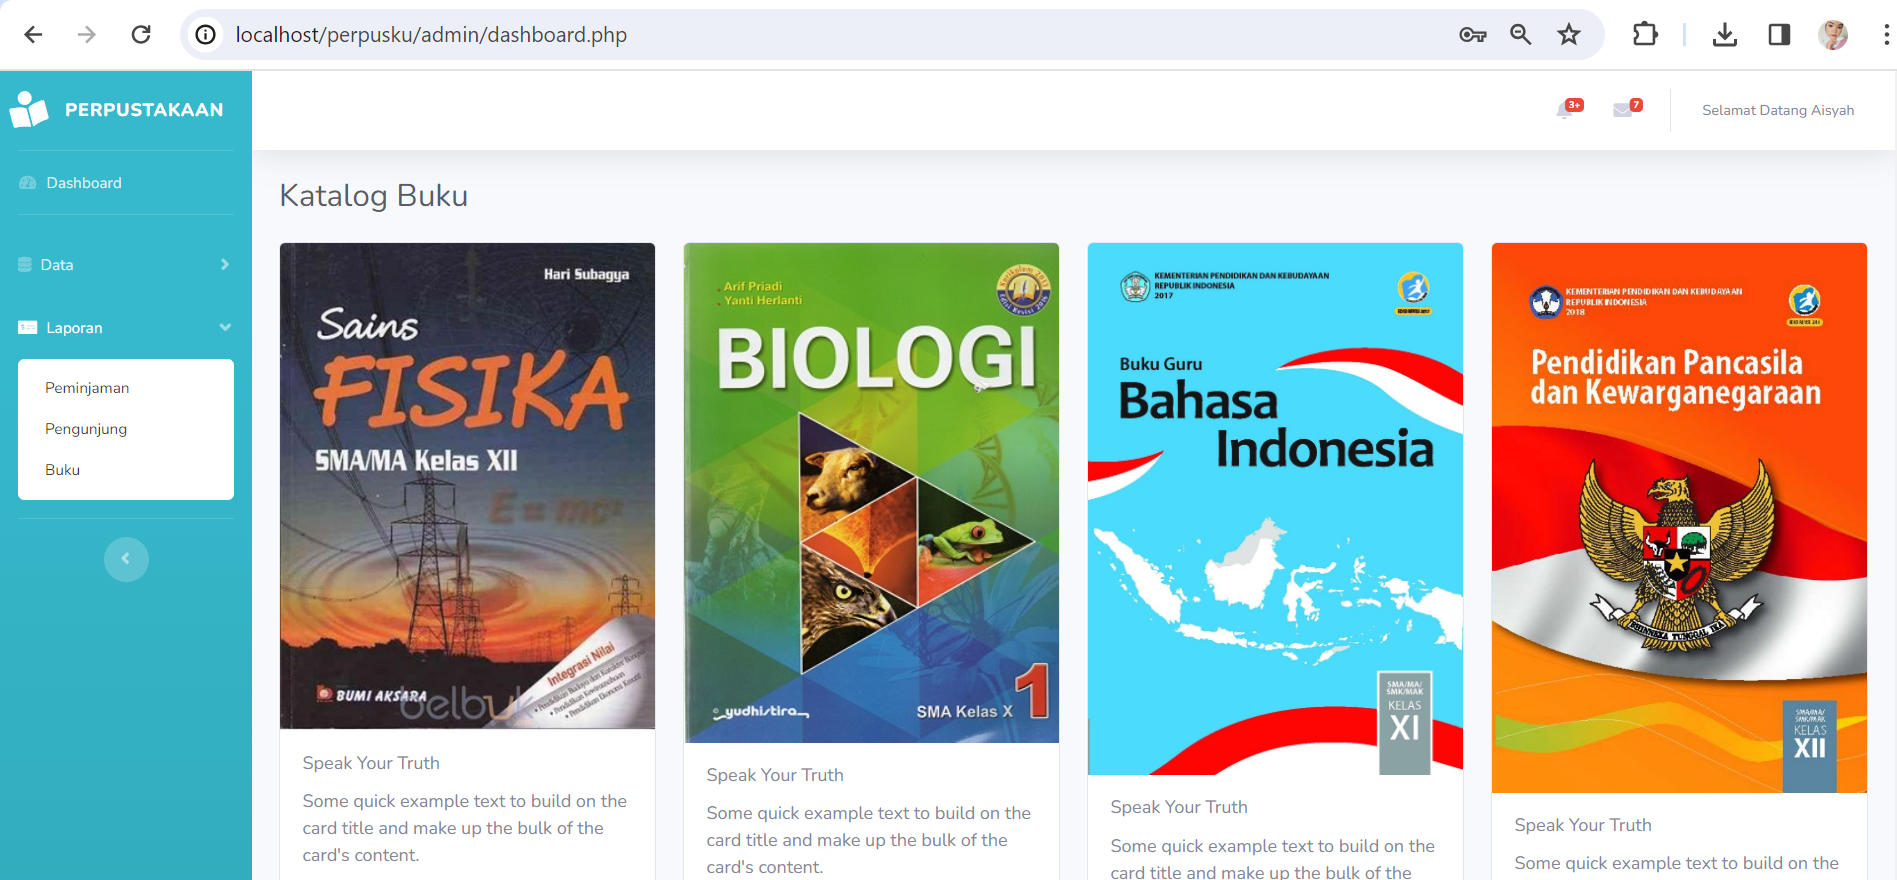 localhost/perpusku/admin/dashboard.php
PERPUSTAKAAN
3+
7
Selamat Datang Aisyah
Dashboard
Data
Laporan
Peminjaman
Pengunjung
Buku
Katalog Buku
Hari Subagya
Sains
FISIKA
SMA/MA Kelas XII
E = mc²
Integrasi Nilai
BUMI AKSARA
belbuk
Speak Your Truth
Some quick example text to build on the
card title and make up the bulk of the
card's content.
Arif Priadi
Yanti Herlanti
BIOLOGI
yudhistira
SMA Kelas X 1
Speak Your Truth
Some quick example text to build on the
card title and make up the bulk of the
card's content.
KEMENTERIAN PENDIDIKAN DAN KEBUDAYAAN
REPUBLIK INDONESIA
2017
Buku Guru
Bahasa
Indonesia
SMA/MA/
SMK/MAK
KELAS
XI
Speak Your Truth
Some quick example text to build on the
card title and make up the bulk of the
KEMENTERIAN PENDIDIKAN DAN KEBUDAYAAN
REPUBLIK INDONESIA
2018
Pendidikan Pancasila
dan Kewarganegaraan
BHINNEKA TUNGGAL IKA
SMA/MA/
SMK/MAK
KELAS
XII
Speak Your Truth
Some quick example text to build on the